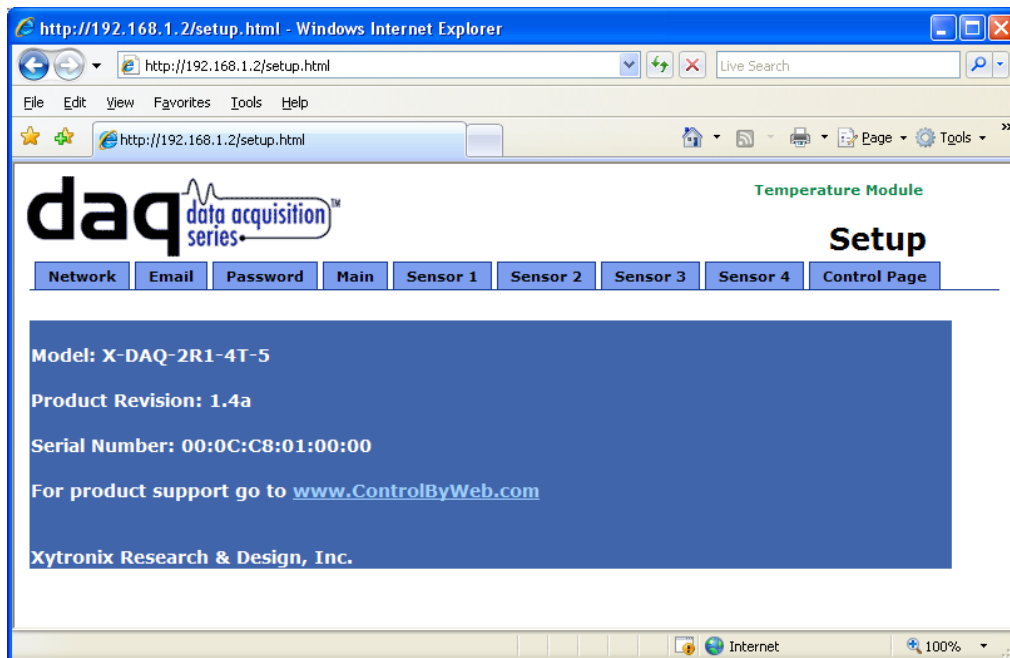 http://192.168.1.2/setup.html - Windows Internet Explorer
http://192.168.1.2/setup.html
Live Search
File Edit View Favorites Tools Help
http://192.168.1.2/setup.html
Page Tools »
daq data acquisition series ™
Temperature Module
Setup
Network Email Password Main Sensor 1 Sensor 2 Sensor 3 Sensor 4 Control Page
Model: X-DAQ-2R1-4T-5
Product Revision: 1.4a
Serial Number: 00:0C:C8:01:00:00
For product support go to www.ControlByWeb.com
Xytronix Research & Design, Inc.
Internet 100%